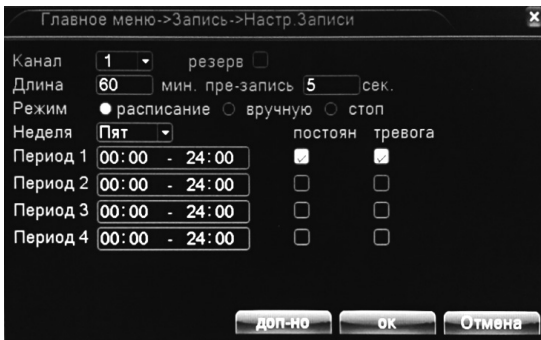 Главное меню->Запись->Настр.Записи
Канал 1 резерв
Длина 60 мин. пре-запись 5 сек.
Режим расписание вручную стоп
Неделя Пят постоян тревога
Период 1 00:00 - 24:00
Период 2 00:00 - 24:00
Период 3 00:00 - 24:00
Период 4 00:00 - 24:00
доп-но ок Отмена